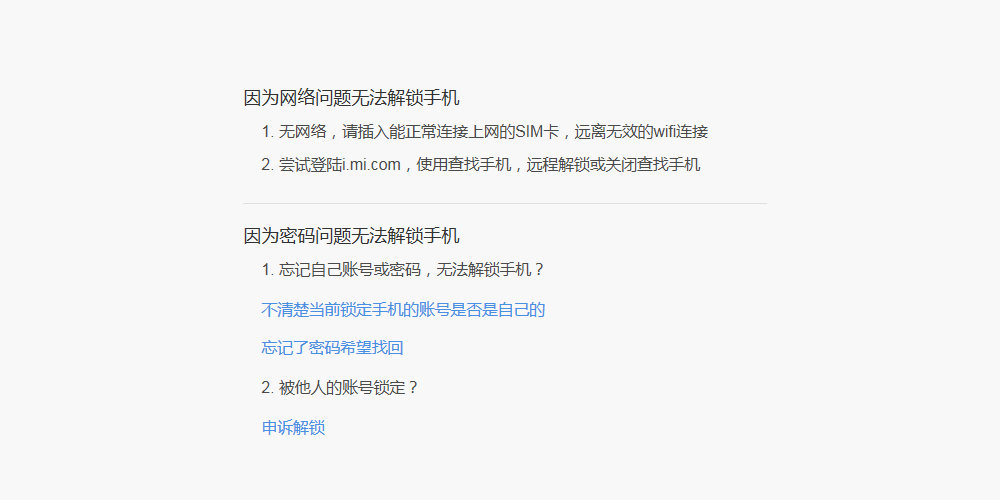 因为网络问题无法解锁手机
1. 无网络，请插入能正常连接上网的SIM卡，远离无效的wifi连接
2. 尝试登陆i.mi.com，使用查找手机，远程解锁或关闭查找手机
因为密码问题无法解锁手机
1. 忘记自己账号或密码，无法解锁手机？
不清楚当前锁定手机的账号是否是自己的
忘记了密码希望找回
2. 被他人的账号锁定？
申诉解锁